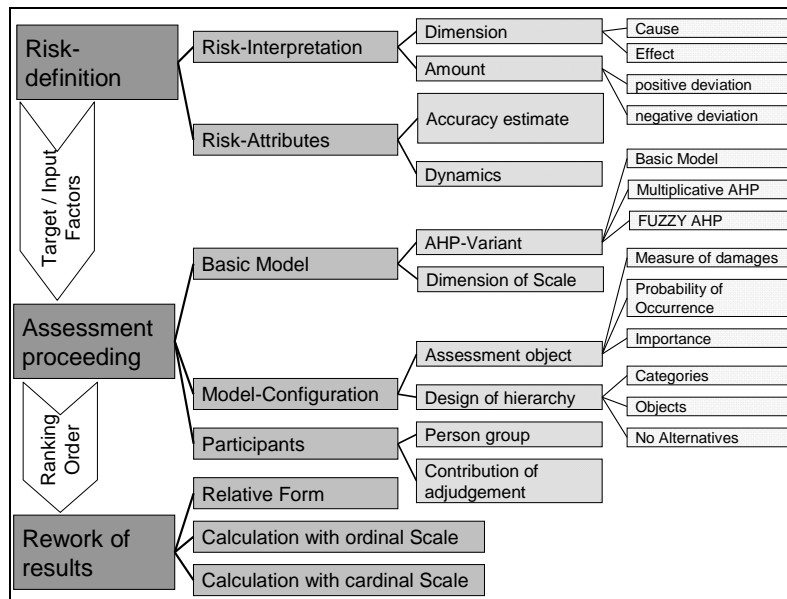 Risk-
definition
Target / Input
Factors
Assessment
proceeding
Ranking
Order
Rework of
results
Risk-Interpretation
Risk-Attributes
Basic Model
Model-Configuration
Participants
Relative Form
Calculation with ordinal Scale
Calculation with cardinal Scale
Dimension
Amount
Accuracy estimate
Dynamics
AHP-Variant
Dimension of Scale
Assessment object
Design of hierarchy
Person group
Contribution of
adjudgement
Cause
Effect
positive deviation
negative deviation
Basic Model
Multiplicative AHP
FUZZY AHP
Measure of damages
Probability of
Occurrence
Importance
Categories
Objects
No Alternatives